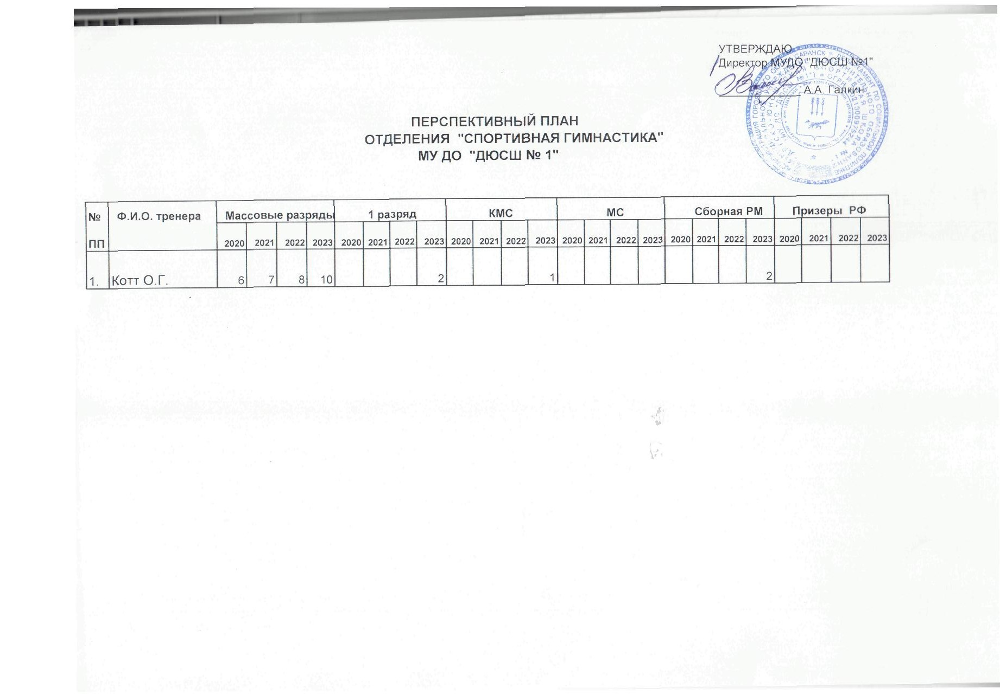 УТВЕРЖДАЮ
Директор МУДО "ДЮСШ №1"
А.А. Галкин
ПЕРСПЕКТИВНЫЙ ПЛАН
ОТДЕЛЕНИЯ "СПОРТИВНАЯ ГИМНАСТИКА"
МУ ДО "ДЮСШ № 1"
№ ПП Ф.И.О. тренера Массовые разряды 1 разряд КМС МС Сборная РМ Призеры РФ
2020 2021 2022 2023 2020 2021 2022 2023 2020 2021 2022 2023 2020 2021 2022 2023 2020 2021 2022 2023 2020 2021 2022 2023
1. Котт О.Г. 6 7 8 10 2 1 2